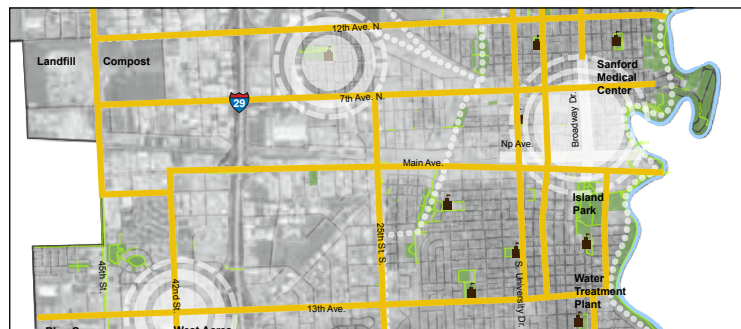 12th Ave. N.
Landfill
Compost
Sanford
Medical
Center
29
7th Ave. N.
Broadway Dr.
Np Ave.
Main Ave.
Island
Park
25th St. S.
45th St.
42nd St.
S. University Dr.
Water
Treatment
Plant
13th Ave.
West Acres